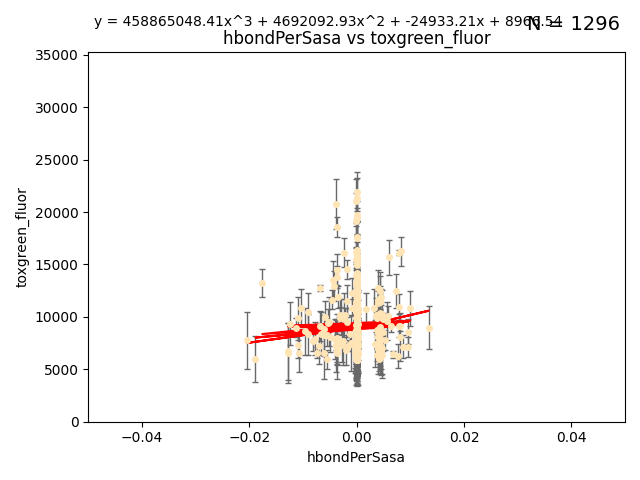 y = 458865048.41x^3 + 4692092.93x^2 + -24933.21x + 8966.54
N = 1296
hbondPerSasa vs toxgreen_fluor
35000
30000
25000
20000
15000
10000
5000
0
toxgreen_fluor
−0.04
−0.02
0.00
0.02
0.04
hbondPerSasa